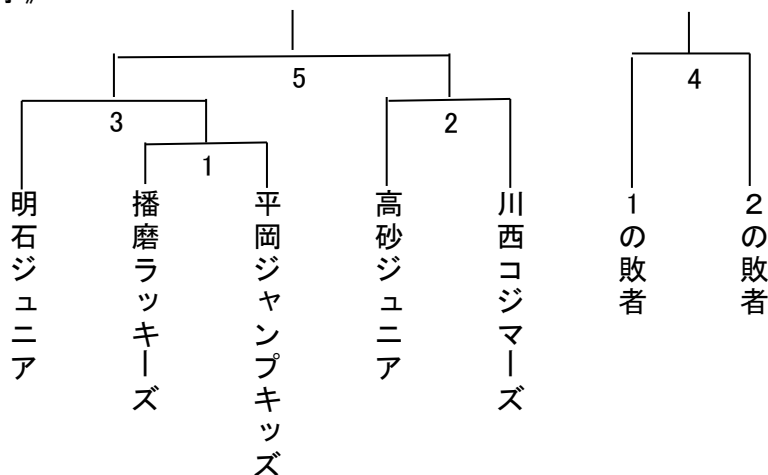 5
4
3
2
1
明石ジュニア
播磨ラッキーズ
平岡ジャンプキッズ
高砂ジュニア
川西コジマーズ
1の敗者
2の敗者